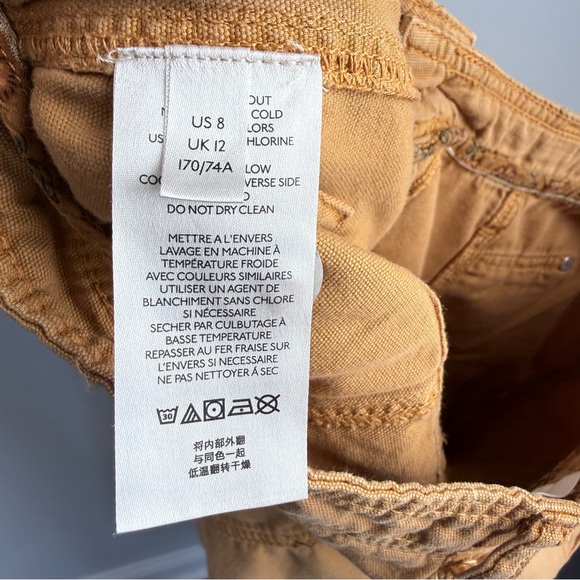 OUT
COLD
US 8
LORS
US
HLORINE
UK 12
170/74A
LOW
COO
VERSE SIDE
DO NOT DRY CLEAN
METTRE A L'ENVERS
LAVAGE EN MACHINE À
TEMPÉRATURE FROIDE
AVEC COULEURS SIMILAIRES
UTILISER UN AGENT DE
BLANCHIMENT SANS CHLORE
SI NÉCESSAIRE
SECHER PAR CULBUTAGE À
BASSE TEMPERATURE
REPASSER AU FER FRAISE SUR
L'ENVERS SI NECESSAIRE
NE PAS NETTOYER Á SEC
30
将内部外翻
与同色一起
低温翻转干燥